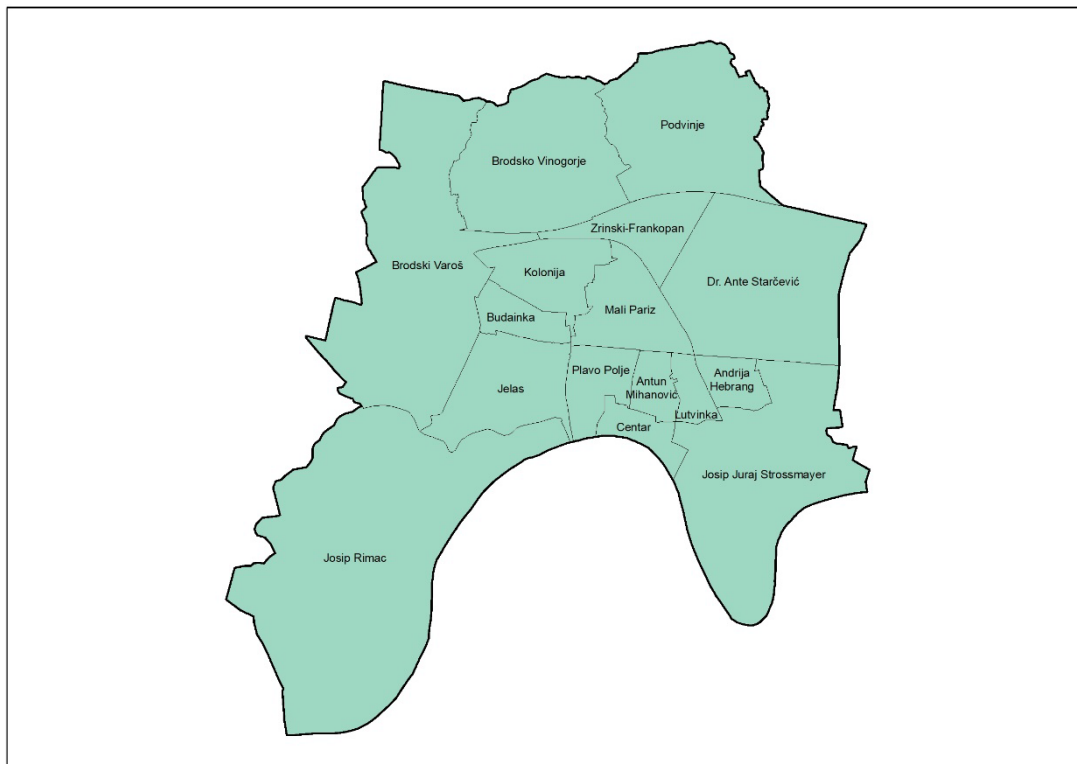 Podvinje
Brodsko Vinogorje
Zrinski-Frankopan
Brodski Varoš
Kolonija
Dr. Ante Starčević
Mali Pariz
Budainka
Plavo Polje
Andrija
Hebrang
Antun
Mihanović
Jelas
Lutvinka
Centar
Josip Juraj Strossmayer
Josip Rimac